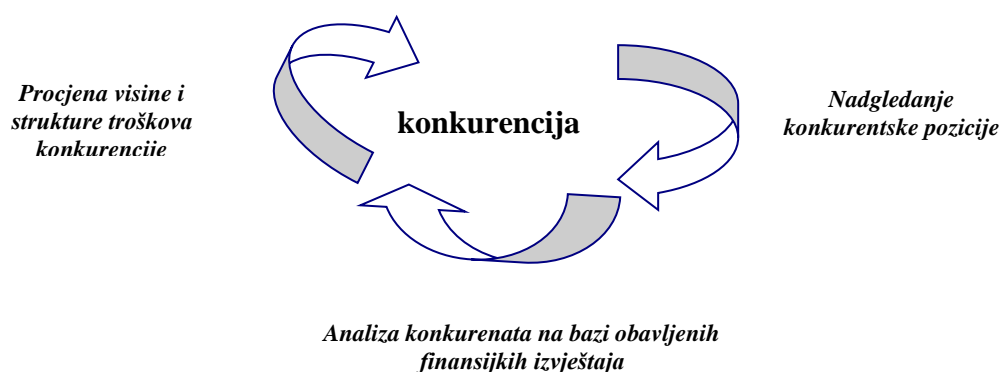 Procjena visine i
strukture troškova
konkurencije
konkurencija
Nadgledanje
konkurentske pozicije
Analiza konkurenata na bazi obavljenih
finansijkih izvještaja